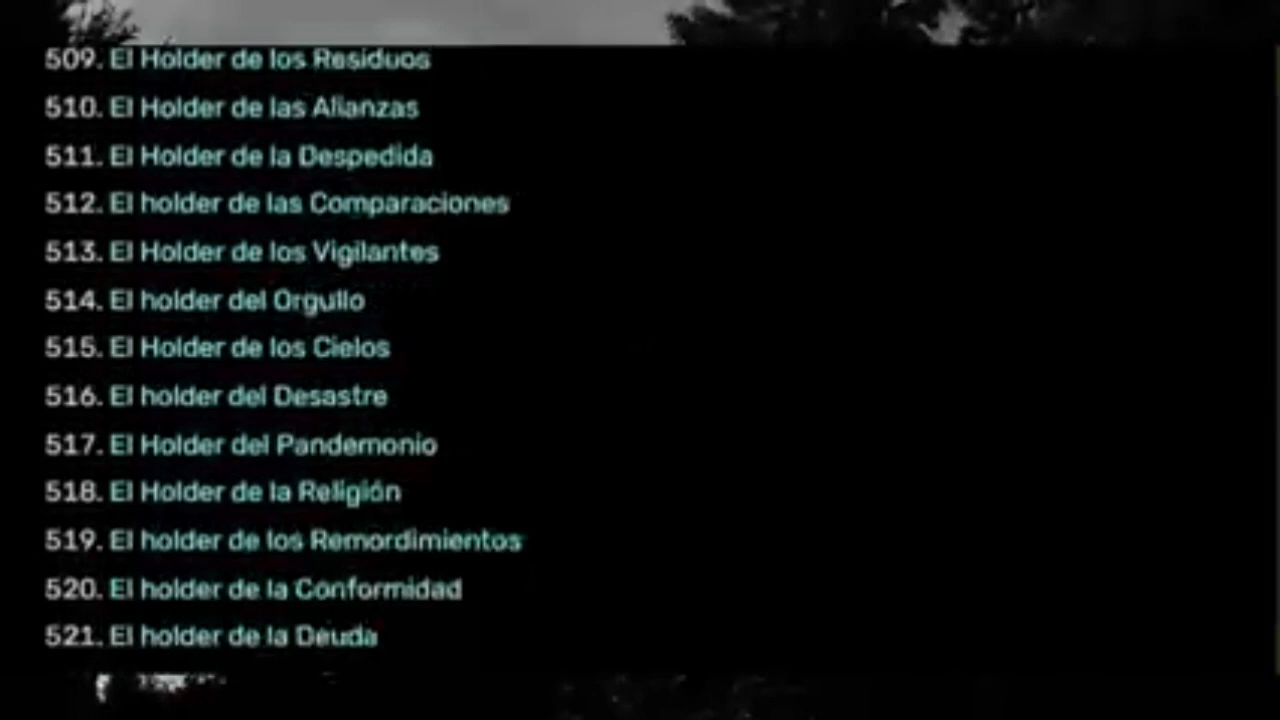 509. El Holder de los Residuos
510. El Holder de las Alianzas
511. El Holder de la Despedida
512. El holder de las Comparaciones
513. El Holder de los Vigilantes
514. El holder del Orgullo
515. El Holder de los Cielos
516. El holder del Desastre
517. El Holder del Pandemonio
518. El Holder de la Religión
519. El holder de los Remordimientos
520. El holder de la Conformidad
521. El holder de la Deuda